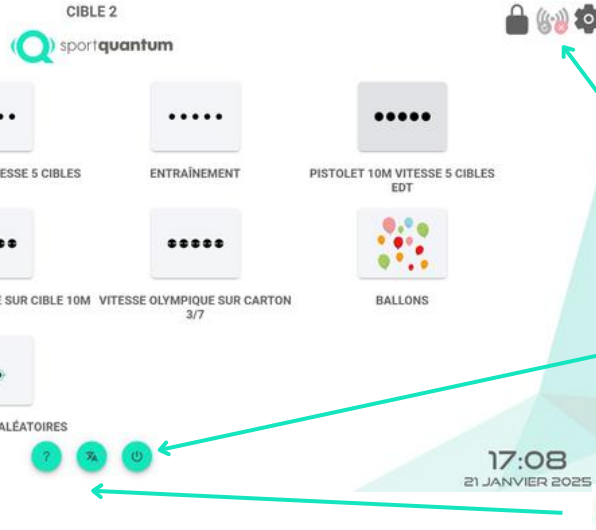 CIBLE 2
sportquantum
ESSE 5 CIBLES
ENTRAÎNEMENT
PISTOLET 10M VITESSE 5 CIBLES
EDT
SUR CIBLE 10M
VITESSE OLYMPIQUE SUR CARTON
3/7
BALLONS
ALÉATOIRES
?
17:08
21 JANVIER 2025